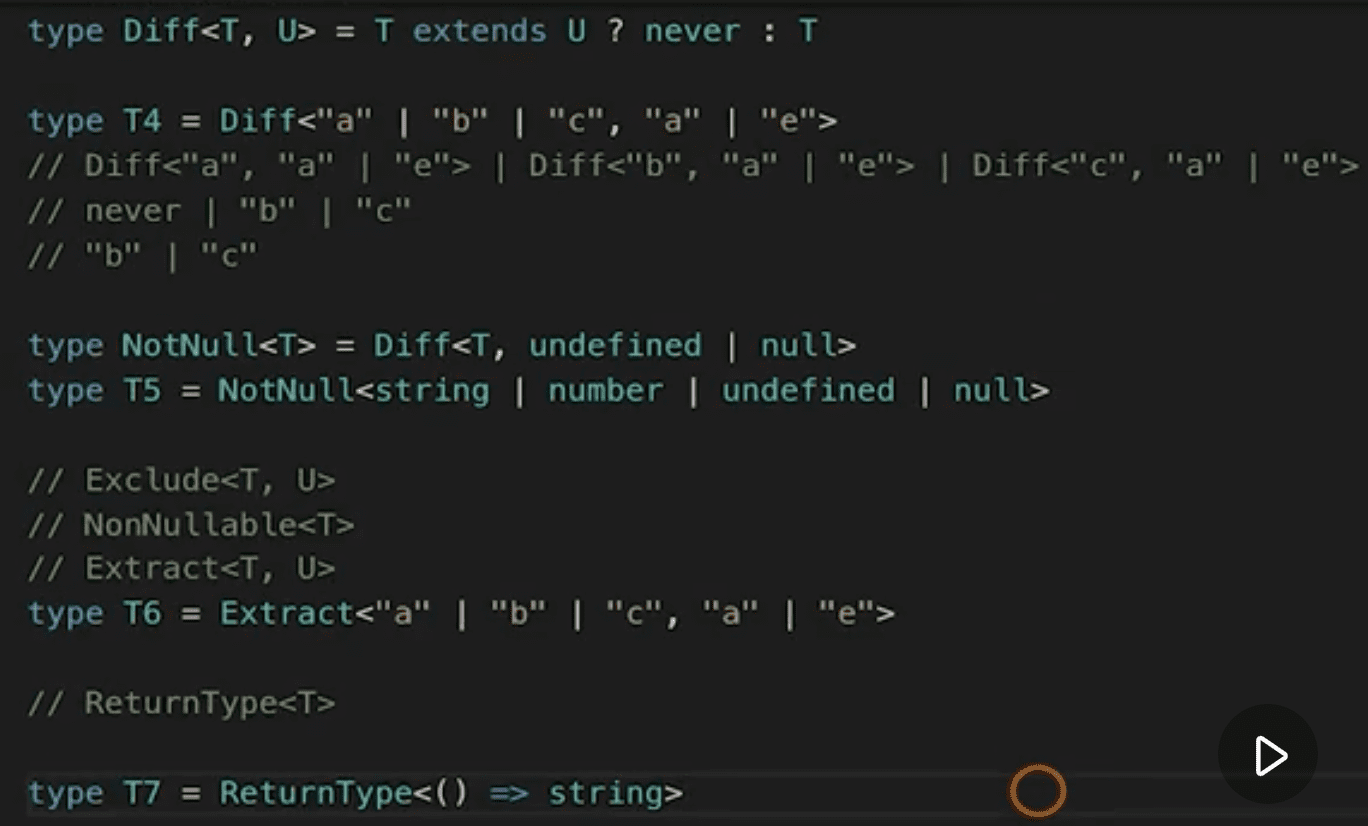 type Diff<T, U> = T extends U ? never : T
type T4 = Diff<"a" | "b" | "c", "a" | "e">
// Diff<"a", "a" | "e"> | Diff<"b", "a" | "e"> | Diff<"c", "a" | "e">
// never | "b" | "c"
// "b" | "c"
type NotNull<T> = Diff<T, undefined | null>
type T5 = NotNull<string | number | undefined | null>
// Exclude<T, U>
// NonNullable<T>
// Extract<T, U>
type T6 = Extract<"a" | "b" | "c", "a" | "e">
// ReturnType<T>
type T7 = ReturnType<() => string>